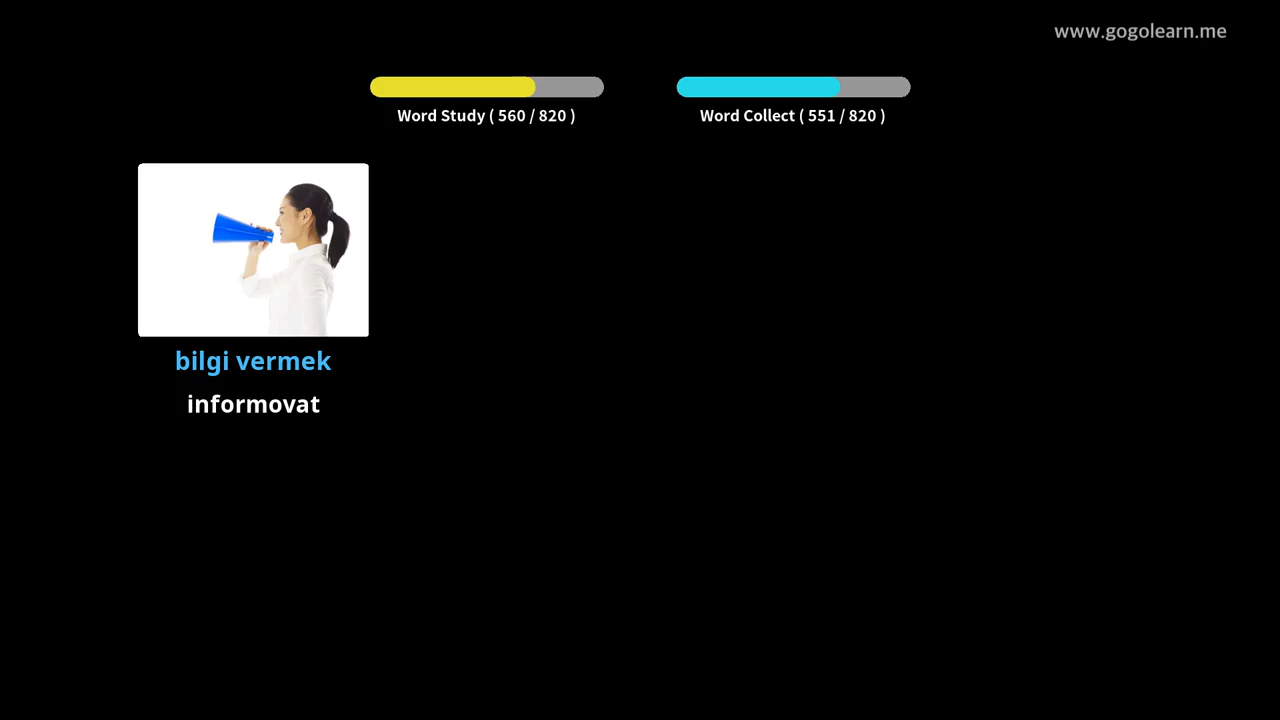 www.gogolearn.me
Word Study ( 560 / 820 )
Word Collect ( 551 / 820 )
bilgi vermek
informovat